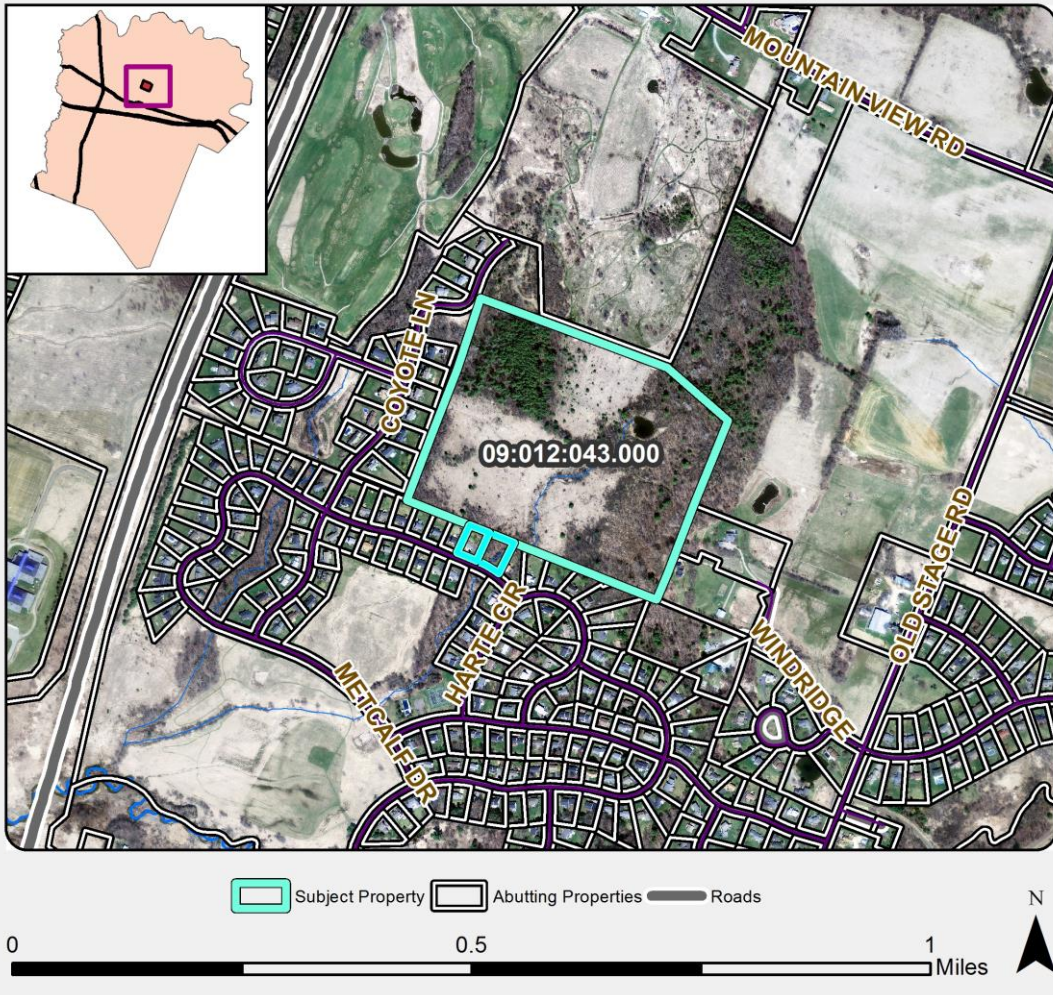 MOUNTAIN VIEW RD
COYOTE LN
09:012:043.000
OLD STAGE RD
HARTE CIR
WINDRIDGE
METCALF DR
Subject Property
Abutting Properties
Roads
N
0
0.5
1
Miles